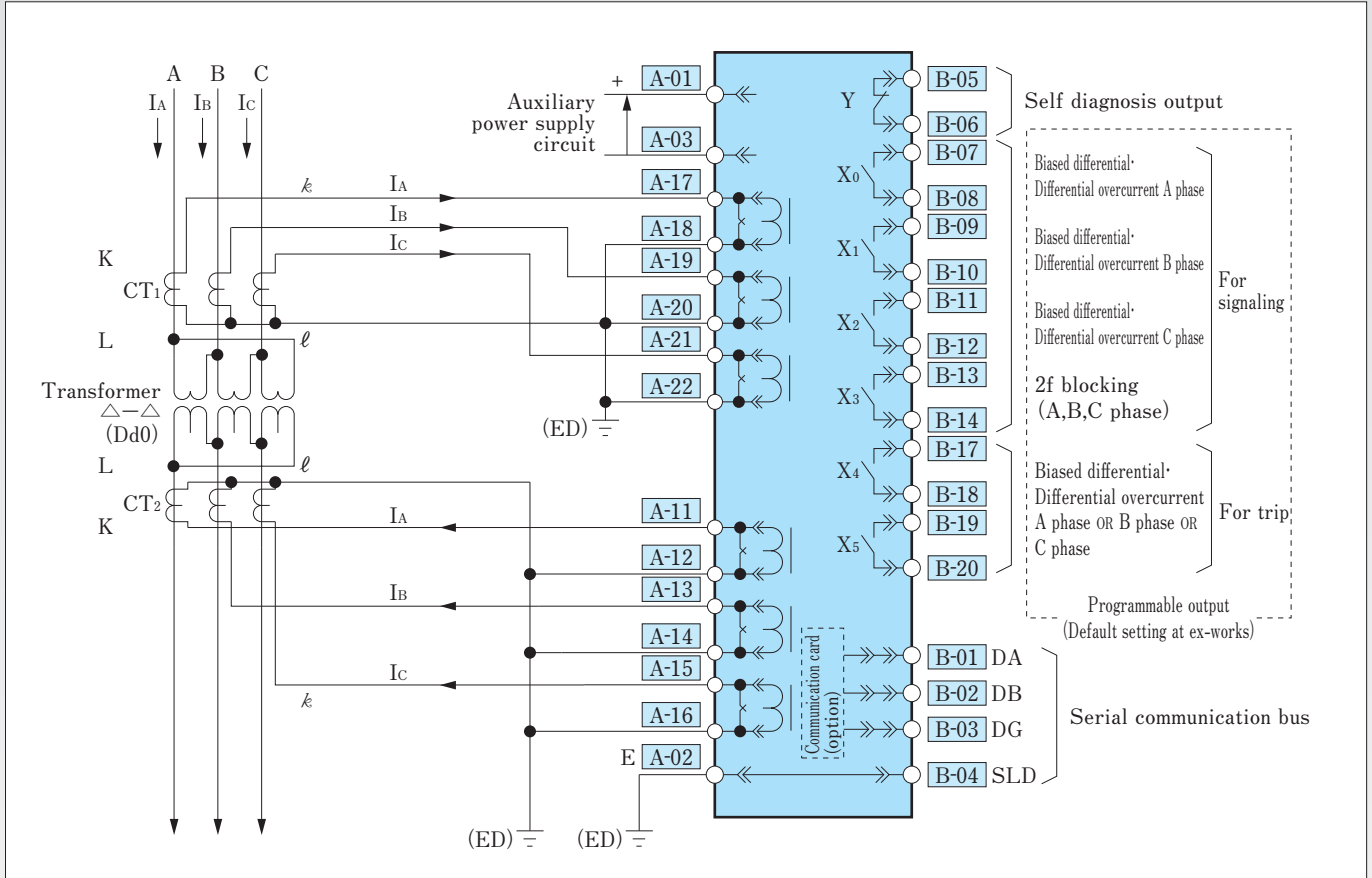 A B C
IA IB IC
Auxiliary
power supply
circuit
+
k
IA
IB
IC
K
CT1
L
ℓ
Transformer
△-△
(Dd0)
L
ℓ
CT2
K
IA
IB
IC
k
(ED)
(ED)
(ED)
A-01
A-03
A-17
A-18
A-19
A-20
A-21
A-22
A-11
A-12
A-13
A-14
A-15
A-16
E A-02
Y
X0
X1
X2
X3
X4
X5
Communication card
(option)
B-05
B-06
B-07
B-08
B-09
B-10
B-11
B-12
B-13
B-14
B-17
B-18
B-19
B-20
B-01 DA
B-02 DB
B-03 DG
B-04 SLD
Self diagnosis output
Biased differential・
Differential overcurrent A phase
Biased differential・
Differential overcurrent B phase
Biased differential・
Differential overcurrent C phase
2f blocking
(A,B,C phase)
For
signaling
Biased differential・
Differential overcurrent
A phase OR B phase OR
C phase
For trip
Programmable output
(Default setting at ex-works)
Serial communication bus